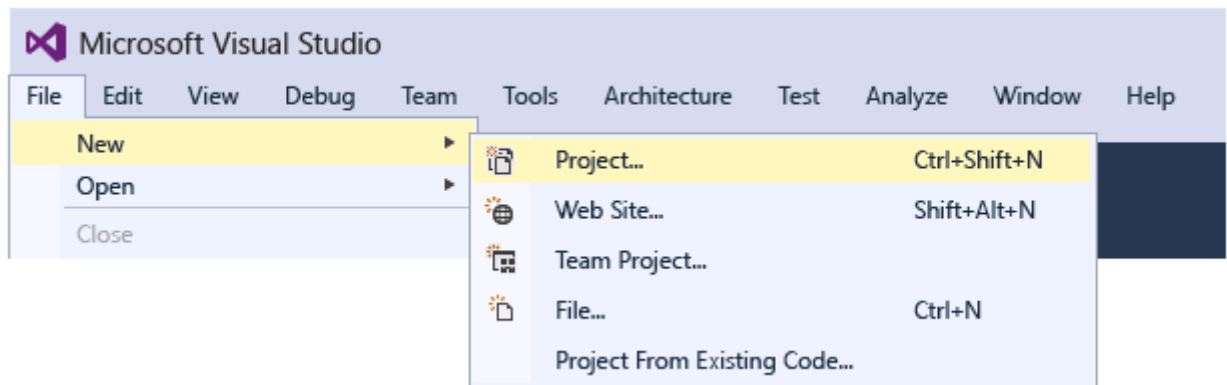 Microsoft Visual Studio
File Edit View Debug Team Tools Architecture Test Analyze Window Help
New
Project... Ctrl+Shift+N
Open
Web Site... Shift+Alt+N
Close
Team Project...
File... Ctrl+N
Project From Existing Code...